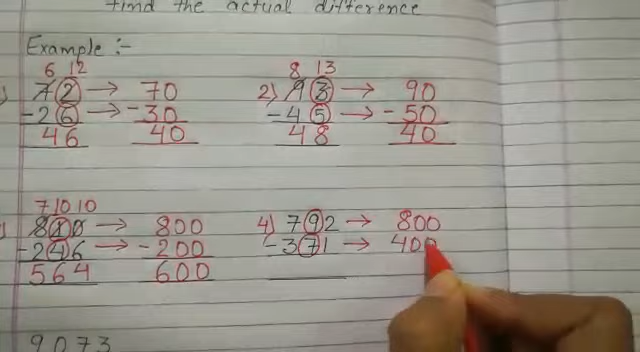 find the actual difference
Example :-
6 12 8 13
) 72 → 70 2) 93 → 90
-26 → -30 -45 → -50
46 40 48 40
7 10 10
) 810 → 800 4) 792 → 800
-246 → -200 -371 → 400
564 600
9073